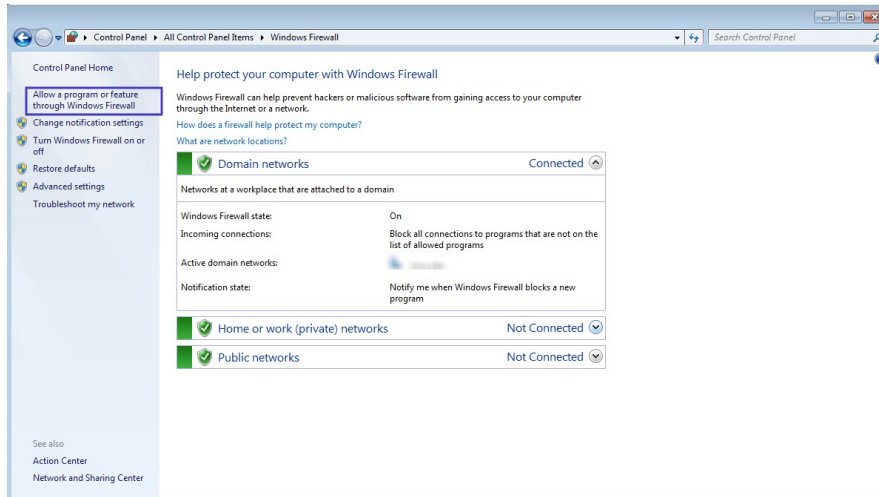 Control Panel ▸ All Control Panel Items ▸ Windows Firewall
Search Control Panel
Control Panel Home
Allow a program or feature
through Windows Firewall
Change notification settings
Turn Windows Firewall on or
off
Restore defaults
Advanced settings
Troubleshoot my network
See also
Action Center
Network and Sharing Center
Help protect your computer with Windows Firewall
Windows Firewall can help prevent hackers or malicious software from gaining access to your computer
through the Internet or a network.
How does a firewall help protect my computer?
What are network locations?
Domain networks Connected
Networks at a workplace that are attached to a domain
Windows Firewall state: On
Incoming connections: Block all connections to programs that are not on the
list of allowed programs
Active domain networks:
Notification state: Notify me when Windows Firewall blocks a new
program
Home or work (private) networks Not Connected
Public networks Not Connected